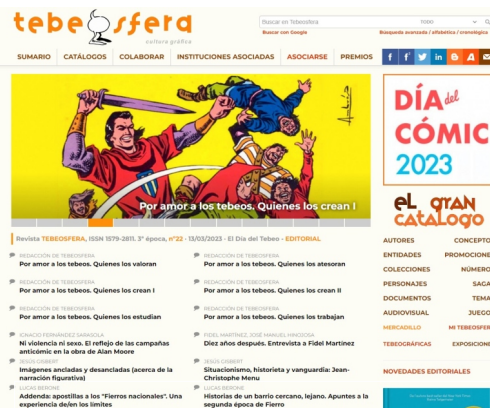 tebeosfera
cultura gráfica
Buscar en Tebeosfera
TODO
Buscar con Google
Búsqueda avanzada / alfabética / cronológica
SUMARIO
CATÁLOGOS
COLABORAR
INSTITUCIONES ASOCIADAS
ASOCIARSE
PREMIOS
Por amor a los tebeos. Quienes los crean I
DÍA del
CÓMIC
2023
EL GRAN
CATÁLOGO
Revista TEBEOSFERA, ISSN 1579-2811. 3ª época, nº22 - 13/03/2023 - El Día del Tebeo - EDITORIAL
REDACCIÓN DE TEBEOSFERA
Por amor a los tebeos. Quienes los valoran
REDACCIÓN DE TEBEOSFERA
Por amor a los tebeos. Quienes los atesoran
REDACCIÓN DE TEBEOSFERA
Por amor a los tebeos. Quienes los crean I
REDACCIÓN DE TEBEOSFERA
Por amor a los tebeos. Quienes los crean II.
REDACCIÓN DE TEBEOSFERA
Por amor a los tebeos. Quienes los estudian
REDACCIÓN DE TEBEOSFERA
Por amor a los tebeos. Quienes los trabajan
IGNACIO FERNÁNDEZ SARASOLA
Ni violencia ni sexo. El reflejo de las campañas
anticómic en la obra de Alan Moore
FIDEL MARTÍNEZ, JOSÉ MANUEL HINOJOSA
Diez años después. Entrevista a Fidel Martínez
JESÚS GISBERT
Imágenes ancladas y desancladas (acerca de la
narración figurativa)
JESÚS GISBERT
Situacionismo, historieta y vanguardia: Jean-
Christophe Menu
LUCAS BERONE
Addenda: apostillas a los "Fierros nacionales". Una
experiencia de/en los límites
LUCAS BERONE
Historias de un barrio cercano, lejano. Apuntes a la
segunda época de Fierro
AUTORES
CONCEPTO
ENTIDADES
PROMOCIONE
COLECCIONES
NÚMERO
PERSONAJES
SAGA
DOCUMENTOS
TEMA
AUDIOVISUAL
JUEGO
MERCADILLO
MI TEBEOSFE
TEBEOGRÁFICAS
EXPOSICIONE
NOVEDADES EDITORIALES